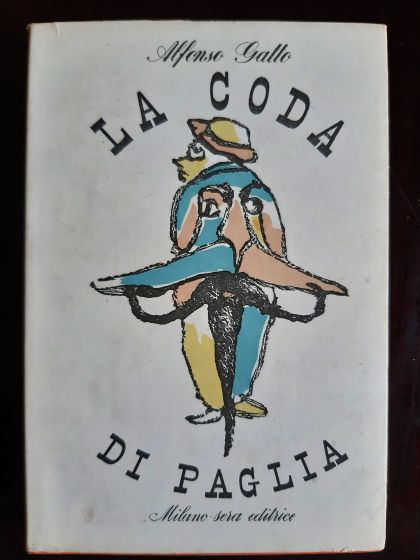 Alfonso Gatto
LA CODA
DI PAGLIA
Milano-sera editrice